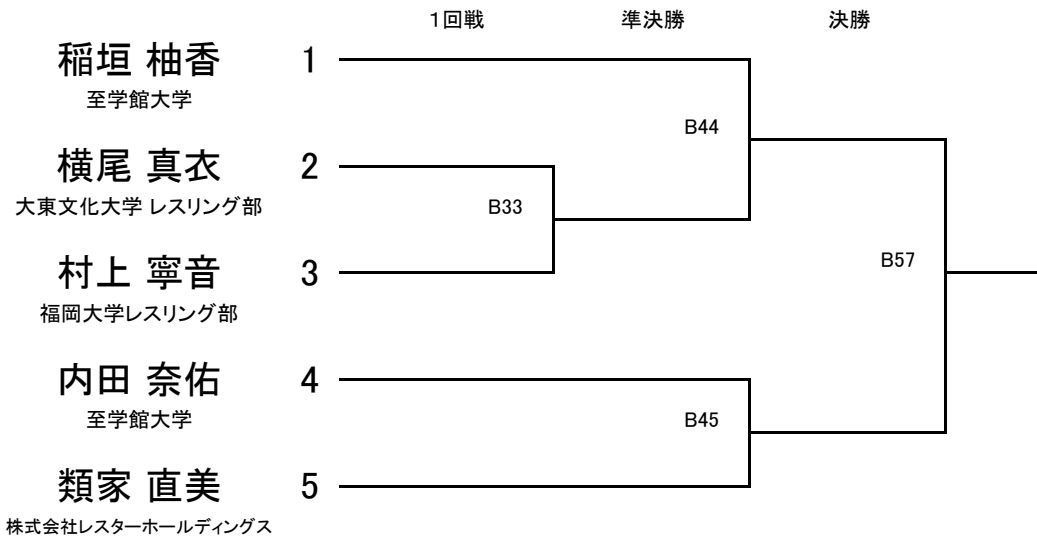 1回戦 準決勝 決勝
稲垣 柚香 1
至学館大学
B44
横尾 真衣 2
大東文化大学 レスリング部
B33
村上 寧音 3
福岡大学レスリング部
B57
内田 奈佑 4
至学館大学
B45
類家 直美 5
株式会社レスターホールディングス